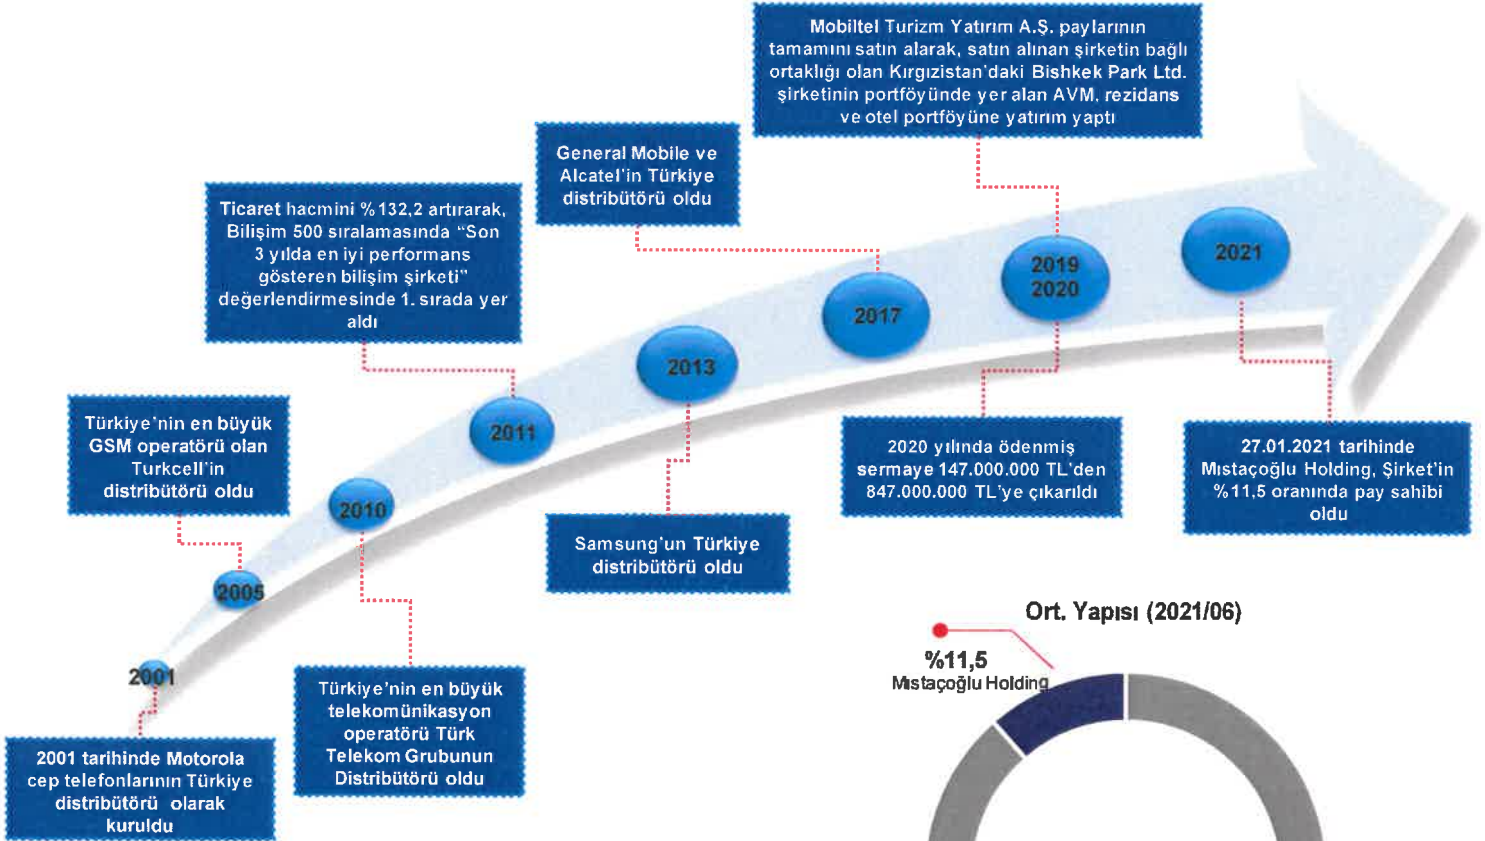 Mobiltel Turizm Yatırım A.Ş. paylarının
tamamını satın alarak, satın alınan şirketin bağlı
ortaklığı olan Kırgızistan'daki Bishkek Park Ltd.
şirketinin portföyünde yer alan AVM, rezidans
ve otel portföyüne yatırım yaptı
General Mobile ve
Alcatel'in Türkiye
distribütörü oldu
Ticaret hacmini %132,2 artırarak,
Bilişim 500 sıralamasında “Son
3 yılda en iyi performans
gösteren bilişim şirketi”
değerlendirmesinde 1. sırada yer
aldı
Türkiye'nin en büyük
GSM operatörü olan
Turkcell'in
distribütörü oldu
2001
2005
2010
2011
2013
2017
2019
2020
2021
2001 tarihinde Motorola
cep telefonlarının Türkiye
distribütörü olarak
kuruldu
Türkiye'nin en büyük
telekomünikasyon
operatörü Türk
Telekom Grubunun
Distribütörü oldu
Samsung'un Türkiye
distribütörü oldu
2020 yılında ödenmiş
sermaye 147.000.000 TL'den
847.000.000 TL'ye çıkarıldı
27.01.2021 tarihinde
Mıstaçoğlu Holding, Şirket'in
%11,5 oranında pay sahibi
oldu
Ort. Yapısı (2021/06)
%11,5
Mıstaçoğlu Holding